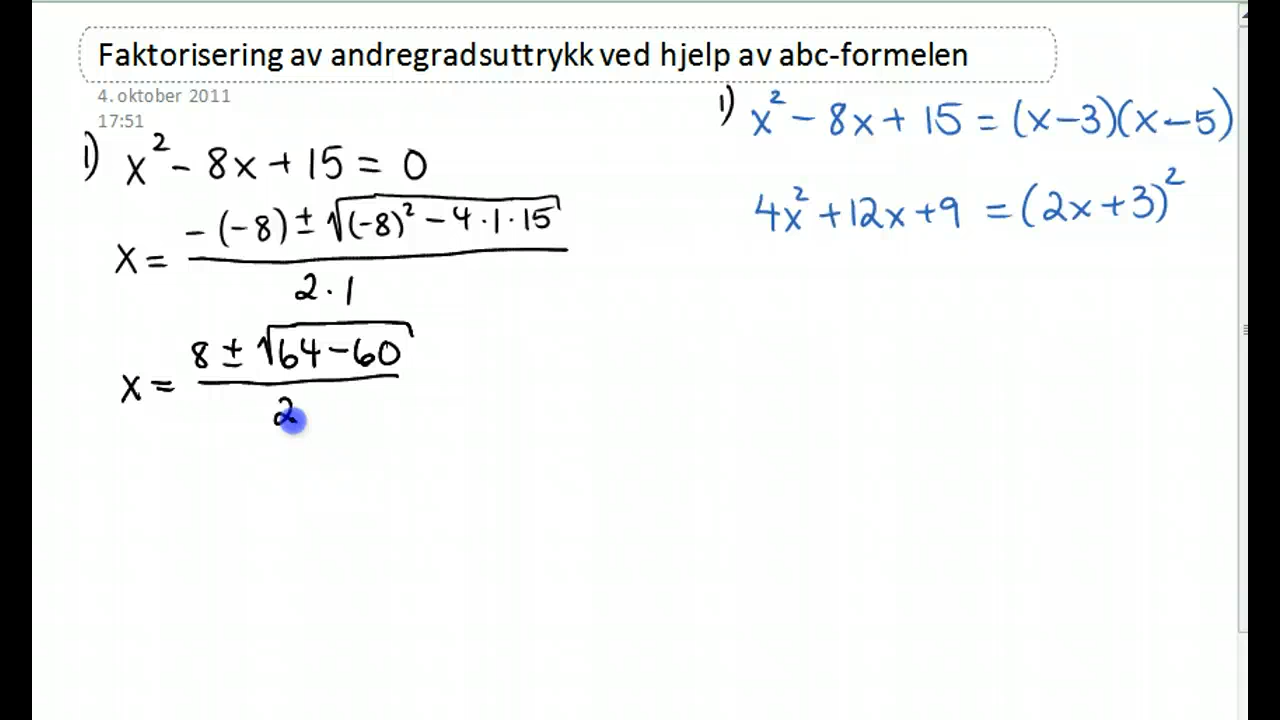 Faktorisering av andregradsuttrykk ved hjelp av abc-formelen
4. oktober 2011
17:51
1) x² - 8x + 15 = 0
x = (-(-8) ± √((-8)² - 4·1·15)) / (2·1)
x = (8 ± √(64-60)) / 2
1) x² - 8x + 15 = (x-3)(x-5)
4x² + 12x + 9 = (2x+3)²